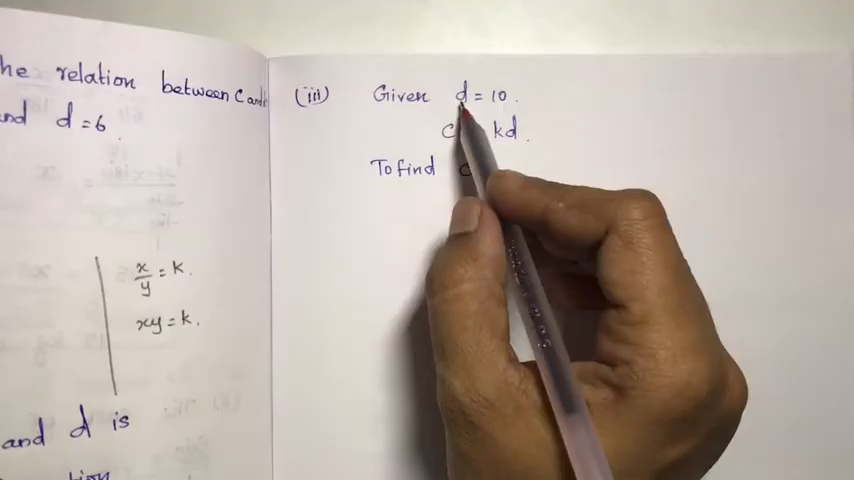 he relation between C and
nd d = 6
x/y = k.
xy = k.
and d is
(iii) Given d = 10.
C kd.
To find C